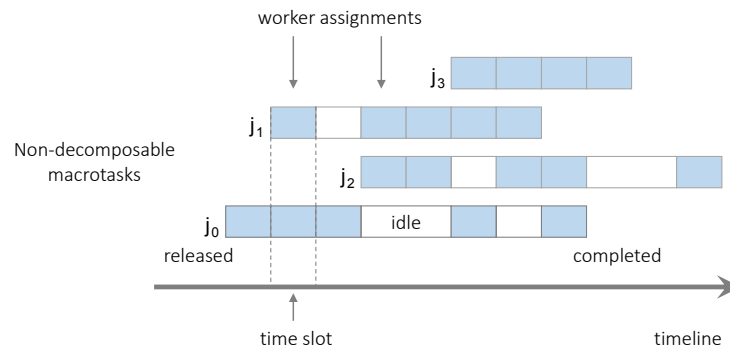 worker assignments
j3
j1
Non-decomposable
macrotasks
j2
j0
idle
released
completed
time slot
timeline